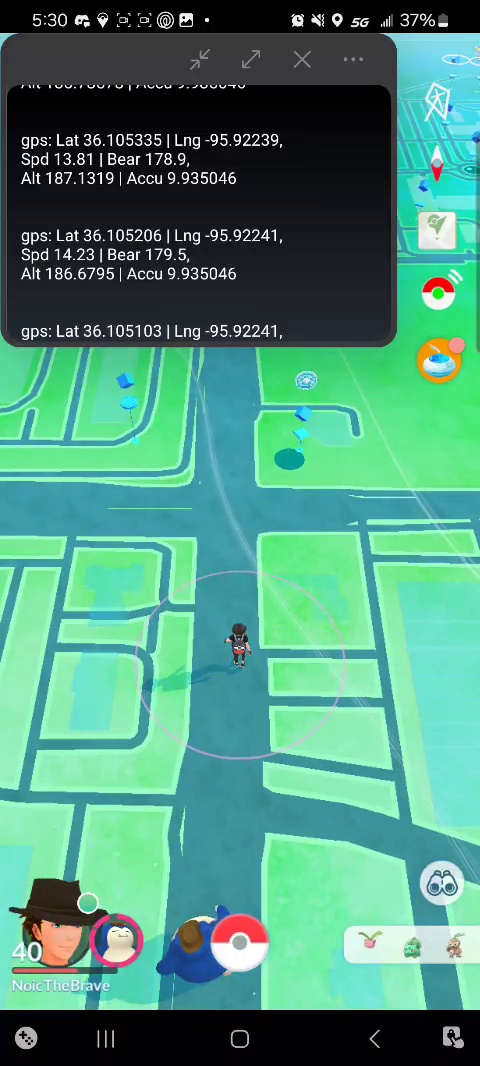 5:30
5G
37%
gps: Lat 36.105335 | Lng -95.92239,
Spd 13.81 | Bear 178.9,
Alt 187.1319 | Accu 9.935046
gps: Lat 36.105206 | Lng -95.92241,
Spd 14.23 | Bear 179.5,
Alt 186.6795 | Accu 9.935046
gps: Lat 36.105103 | Lng -95.92241,
40
NoicTheBrave